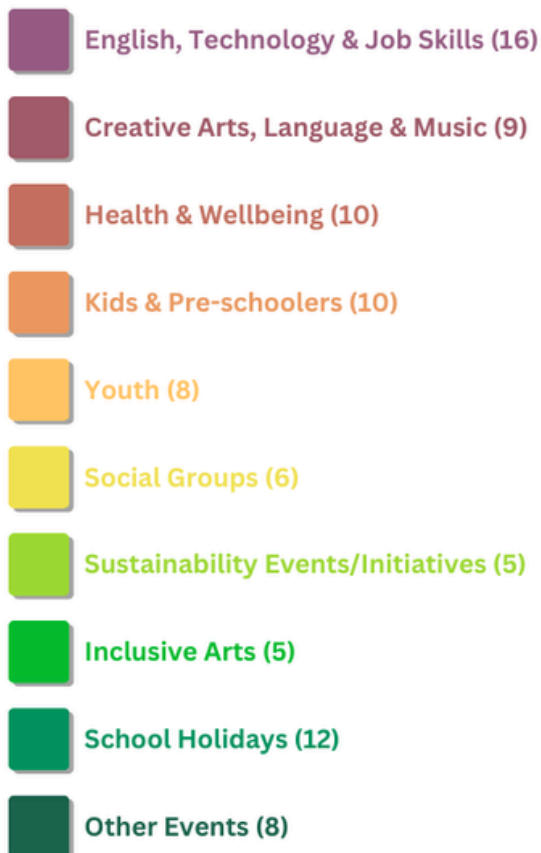 English, Technology & Job Skills (16)
Creative Arts, Language & Music (9)
Health & Wellbeing (10)
Kids & Pre-schoolers (10)
Youth (8)
Social Groups (6)
Sustainability Events/Initiatives (5)
Inclusive Arts (5)
School Holidays (12)
Other Events (8)